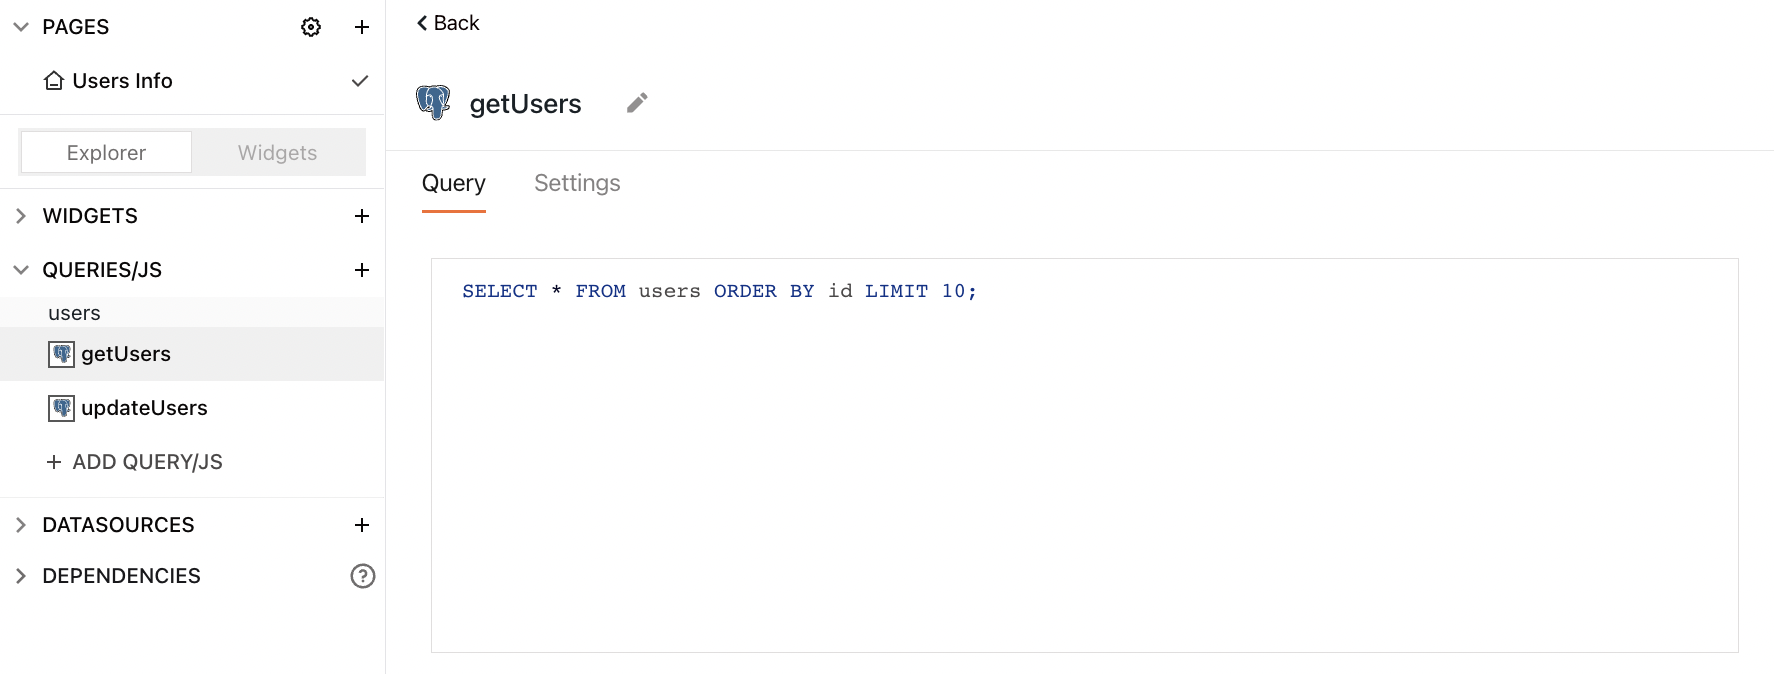 PAGES
Users Info
Explorer
Widgets
WIDGETS
QUERIES/JS
users
getUsers
updateUsers
ADD QUERY/JS
DATASOURCES
DEPENDENCIES
Back
getUsers
Query
Settings
SELECT * FROM users ORDER BY id LIMIT 10;